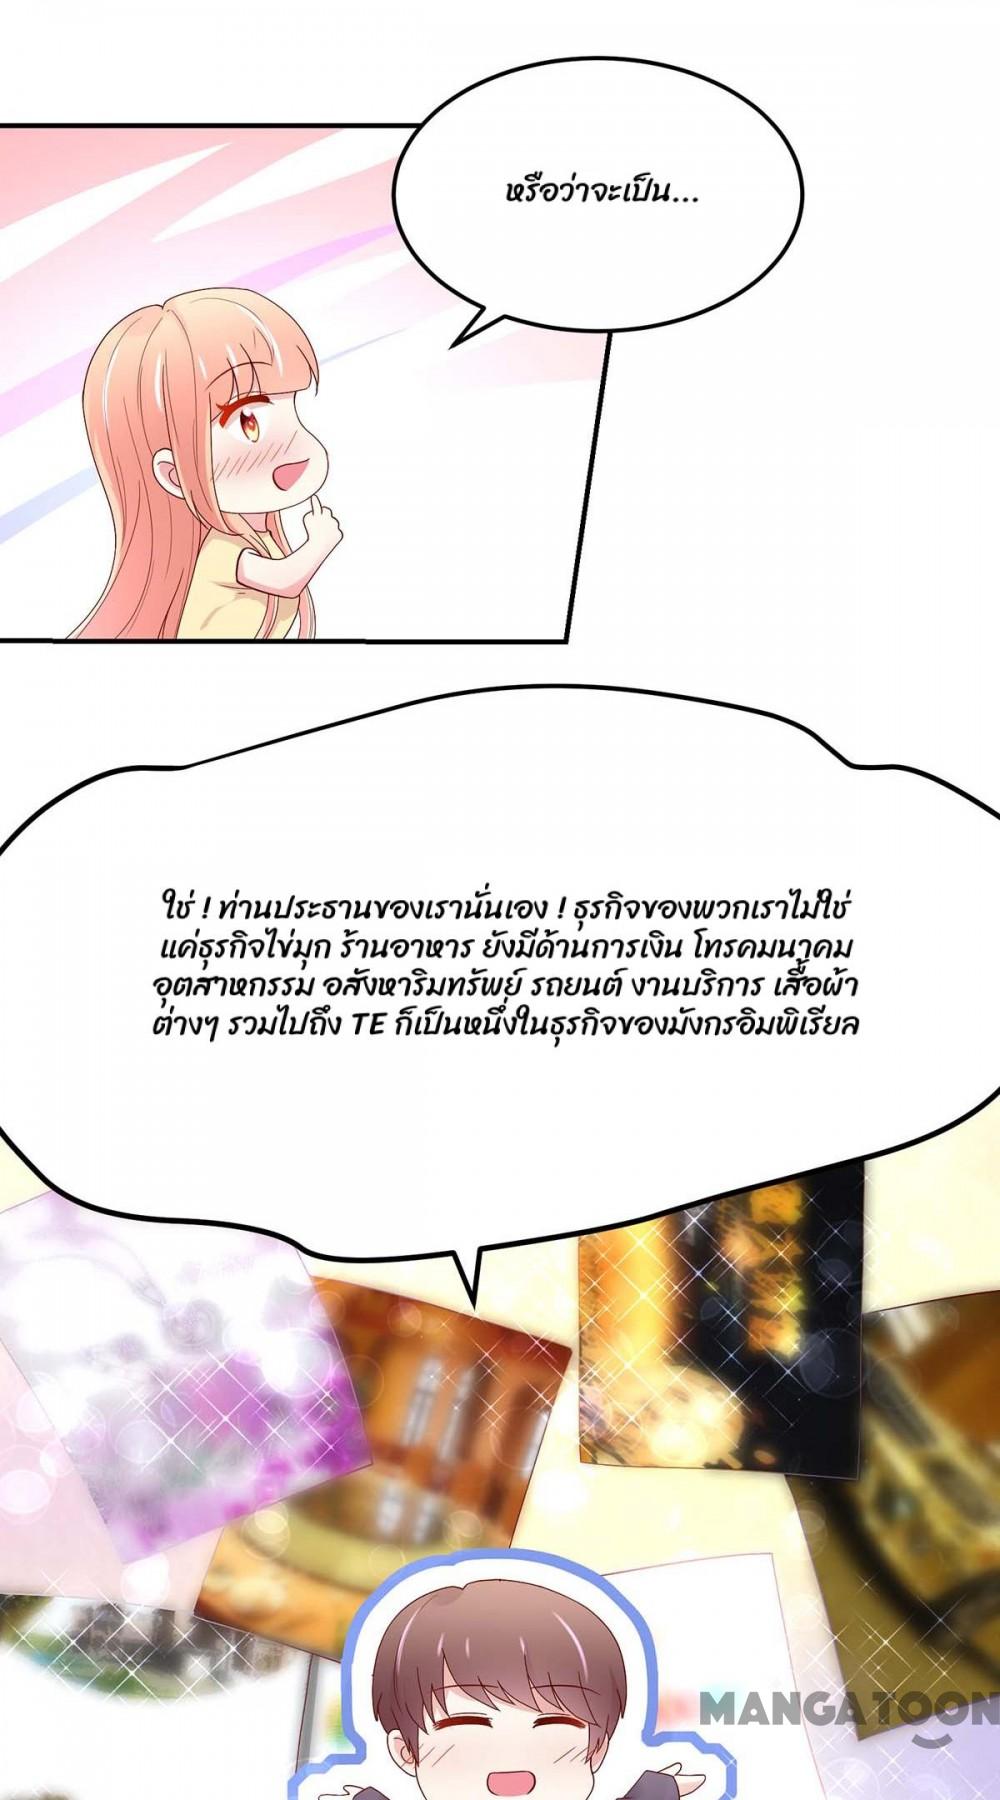 หรือว่าจะเป็น...
ใช่ ! ท่านประธานของเรานั่นเอง ! ธุรกิจของพวกเราไม่ใช่
แค่ธุรกิจไข่มุก ร้านอาหาร ยังมีด้านการเงิน โทรคมนาคม
อุตสาหกรรม อสังหาริมทรัพย์ รถยนต์ งานบริการ เสื้อผ้า
ต่างๆ รวมไปถึง TE ก็เป็นหนึ่งในธุรกิจของมังกรอิมพิเรียล
MANGATOON